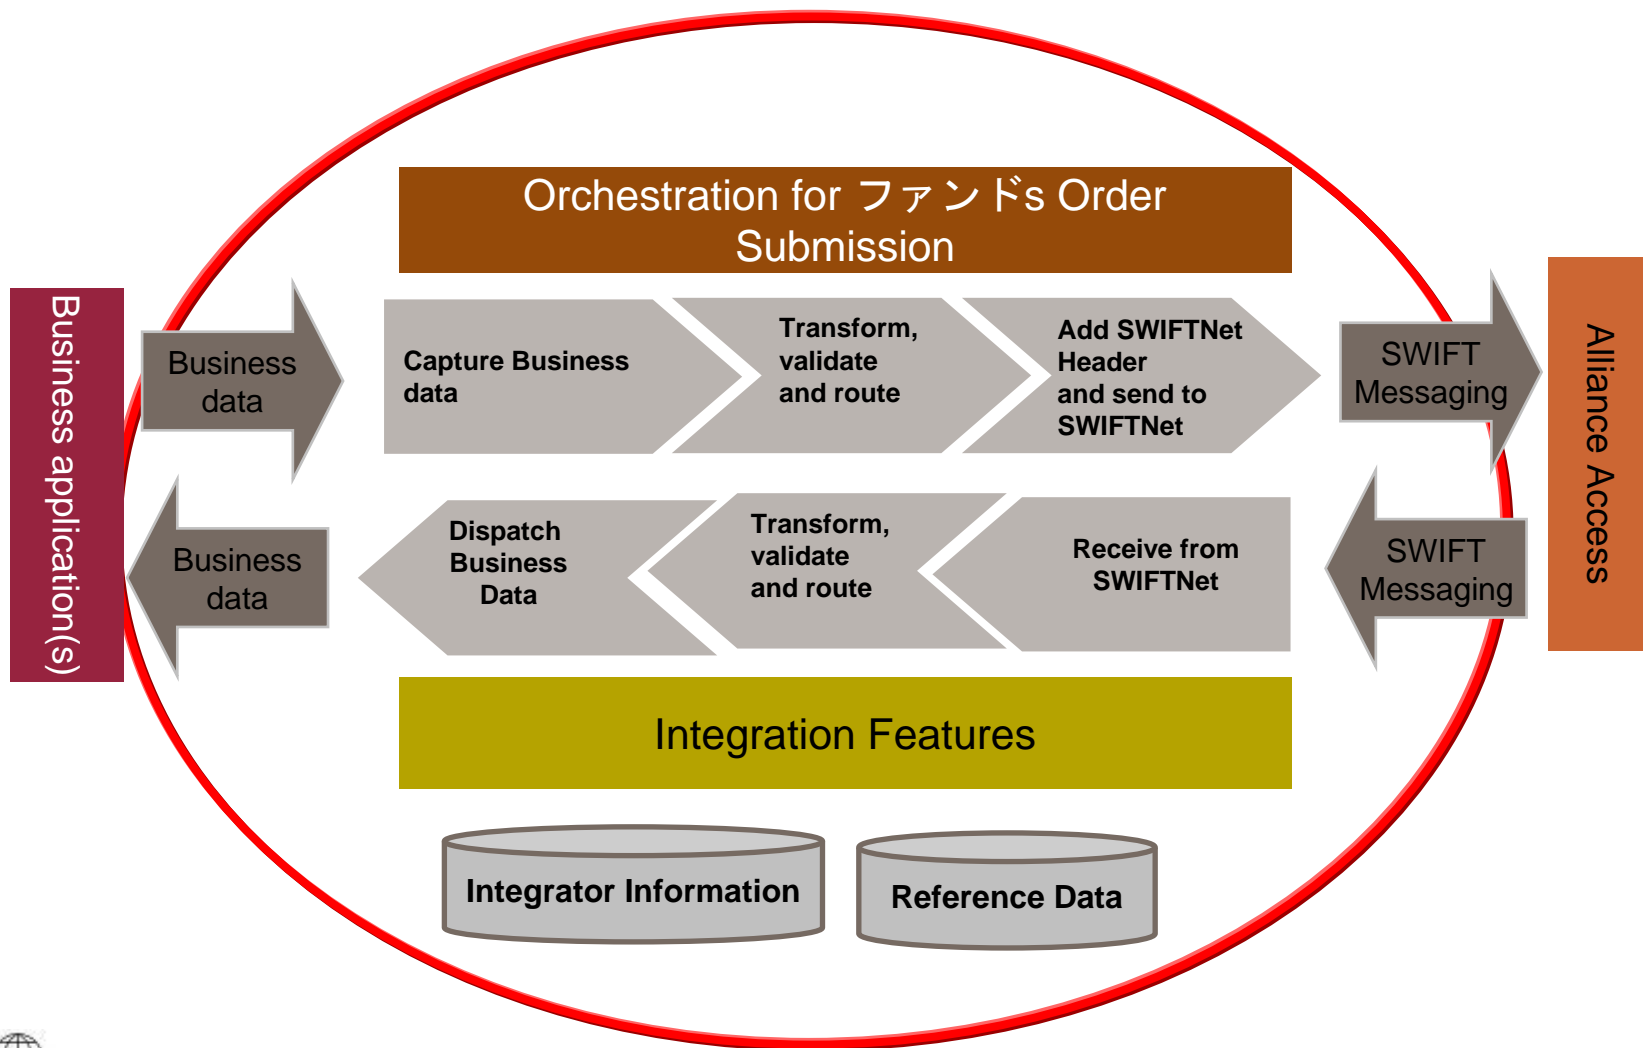 Orchestration for ファンドs Order
Submission
Business application(s)
Business
data
Capture Business
data
Transform,
validate
and route
Add SWIFTNet
Header
and send to
SWIFTNet
SWIFT
Messaging
Alliance Access
Business
data
Dispatch
Business
Data
Transform,
validate
and route
Receive from
SWIFTNet
SWIFT
Messaging
Integration Features
Integrator Information
Reference Data